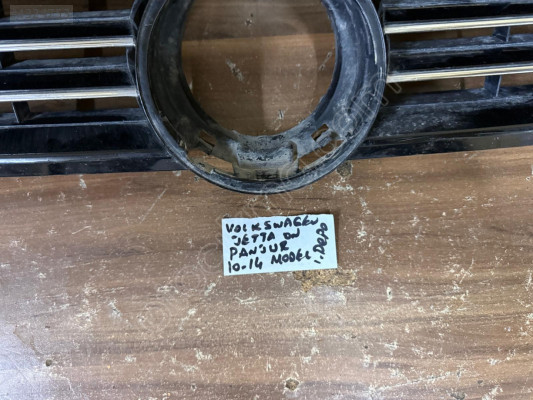 VOLKSWAGEN
JETTA ÖN
PANJUR
10-14 MODEL